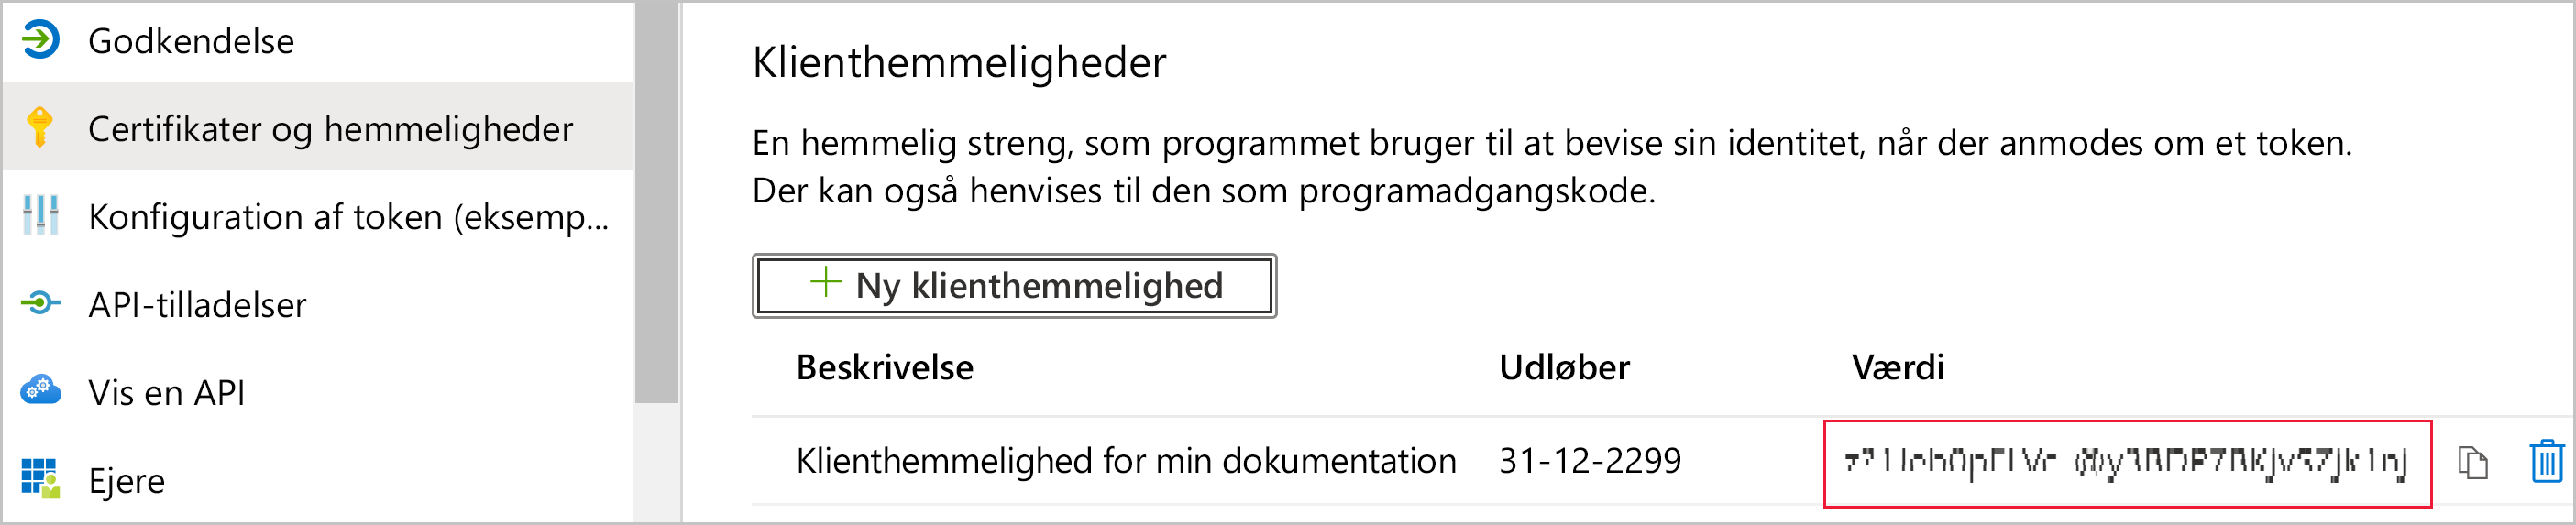 Godkendelse
Certifikater og hemmeligheder
Konfiguration af token (eksemp...
API-tilladelser
Vis en API
Ejere
Klienthemmeligheder
En hemmelig streng, som programmet bruger til at bevise sin identitet, når der anmodes om et token.
Der kan også henvises til den som programadgangskode.
Ny klienthemmelighed
Beskrivelse Udløber Værdi
Klienthemmelighed for min dokumentation 31-12-2299